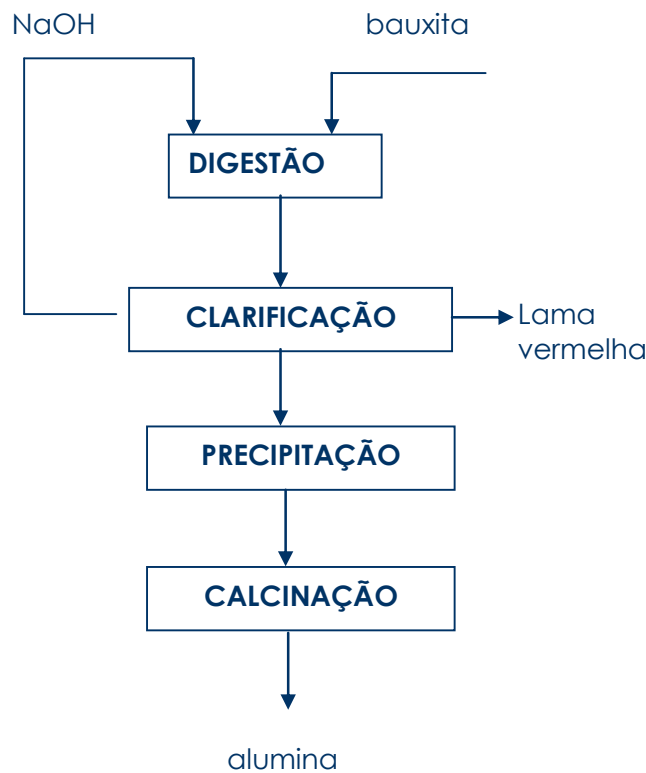 NaOH
bauxita
DIGESTÃO
CLARIFICAÇÃO
Lama
vermelha
PRECIPITAÇÃO
CALCINAÇÃO
alumina